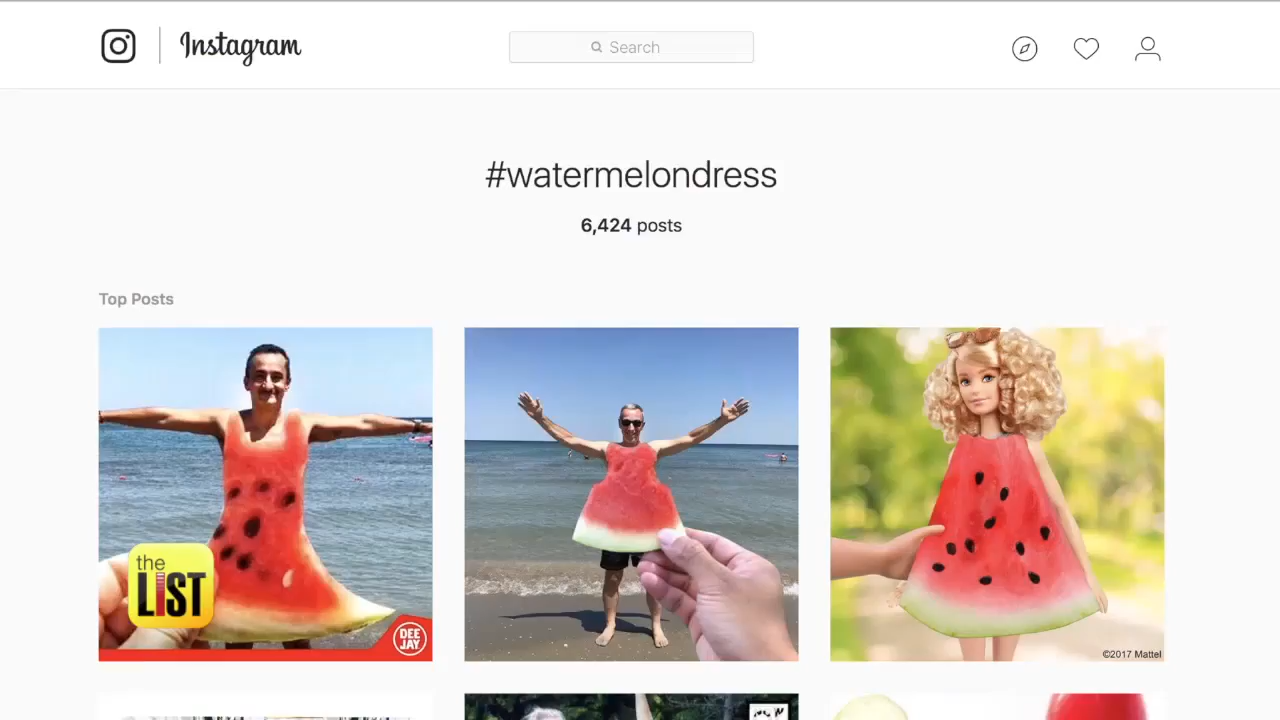 Instagram
Search
#watermelondress
6,424 posts
Top Posts
the
LIST
DEE
JAY
©2017 Mattel